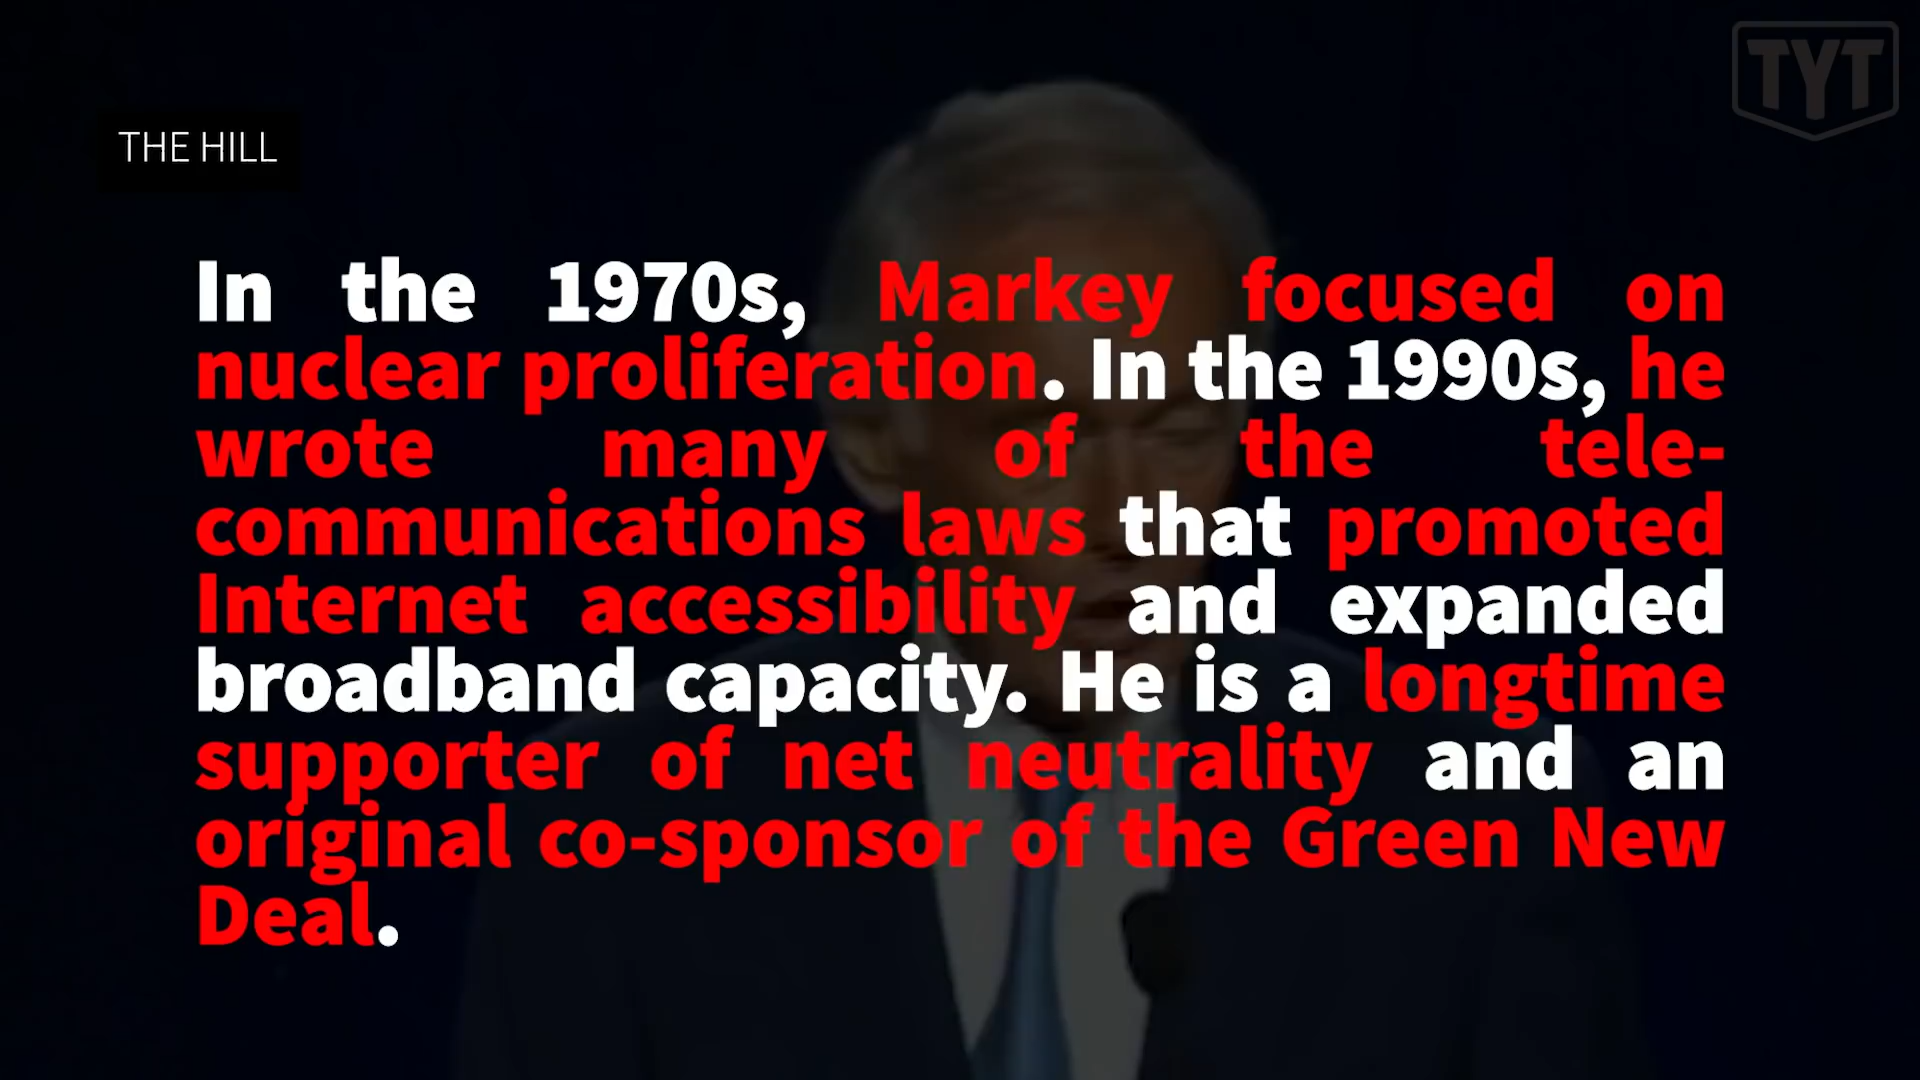 TYT
THE HILL
In the 1970s, Markey focused on
nuclear proliferation. In the 1990s, he
wrote many of the tele-
communications laws that promoted
Internet accessibility and expanded
broadband capacity. He is a longtime
supporter of net neutrality and an
original co-sponsor of the Green New
Deal.